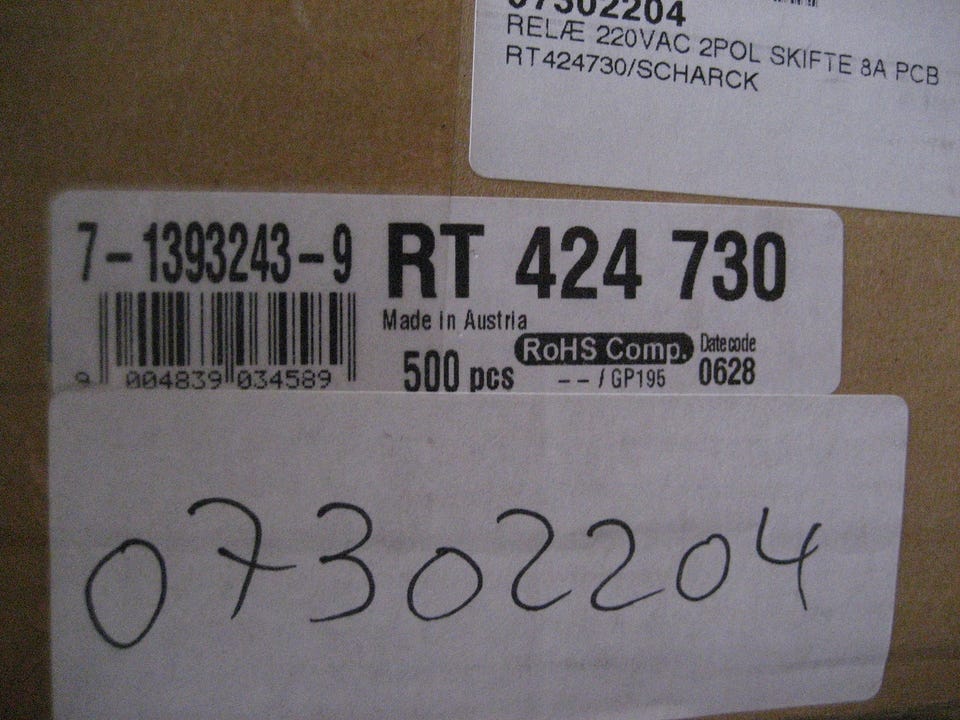 07302204
RELÆ 220VAC 2POL SKIFTE 8A PCB
RT424730/SCHARCK
7-1393243-9
RT 424 730
Made in Austria
9 004839 034589
500 pcs
RoHS Comp.
-- / GP195
Datecode
0628
07302204